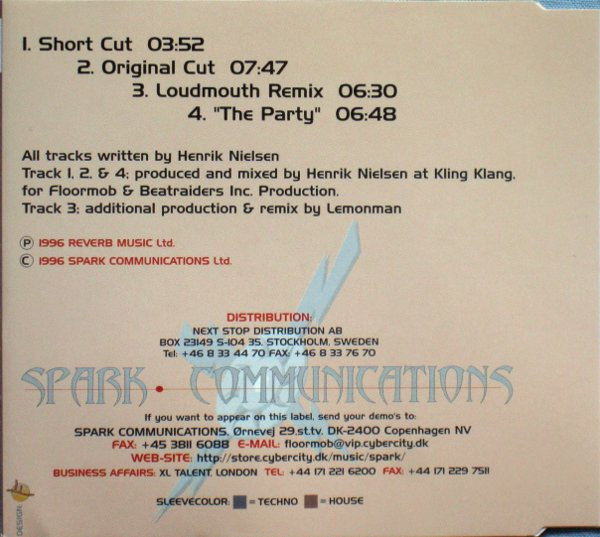 1. Short Cut 03:52
2. Original Cut 07:47
3. Loudmouth Remix 06:30
4. "The Party" 06:48
All tracks written by Henrik Nielsen
Track 1, 2, & 4; produced and mixed by Henrik Nielsen at Kling Klang,
for Floormob & Beatraiders Inc. Production.
Track 3; additional production & remix by Lemonman
Ⓟ 1996 REVERB MUSIC Ltd.
Ⓒ 1996 SPARK COMMUNICATIONS Ltd.
DISTRIBUTION:
NEXT STOP DISTRIBUTION AB
BOX 23149 S-104 35, STOCKHOLM, SWEDEN
Tel: +46 8 33 44 70 FAX: +46 8 33 76 70
SPARK · COMMUNICATIONS
If you want to appear on this label, send your demo's to:
SPARK COMMUNICATIONS, Ørnevej 29.st.tv. DK-2400 Copenhagen NV
FAX: +45 3811 6088 E-MAIL: floormob@vip.cybercity.dk
WEB-SITE: http://store.cybercity.dk/music/spark/
BUSINESS AFFAIRS: XL TALENT, LONDON TEL: +44 171 221 6200 FAX: +44 171 229 7511
SLEEVECOLOR: = TECHNO = HOUSE
DESIGN: